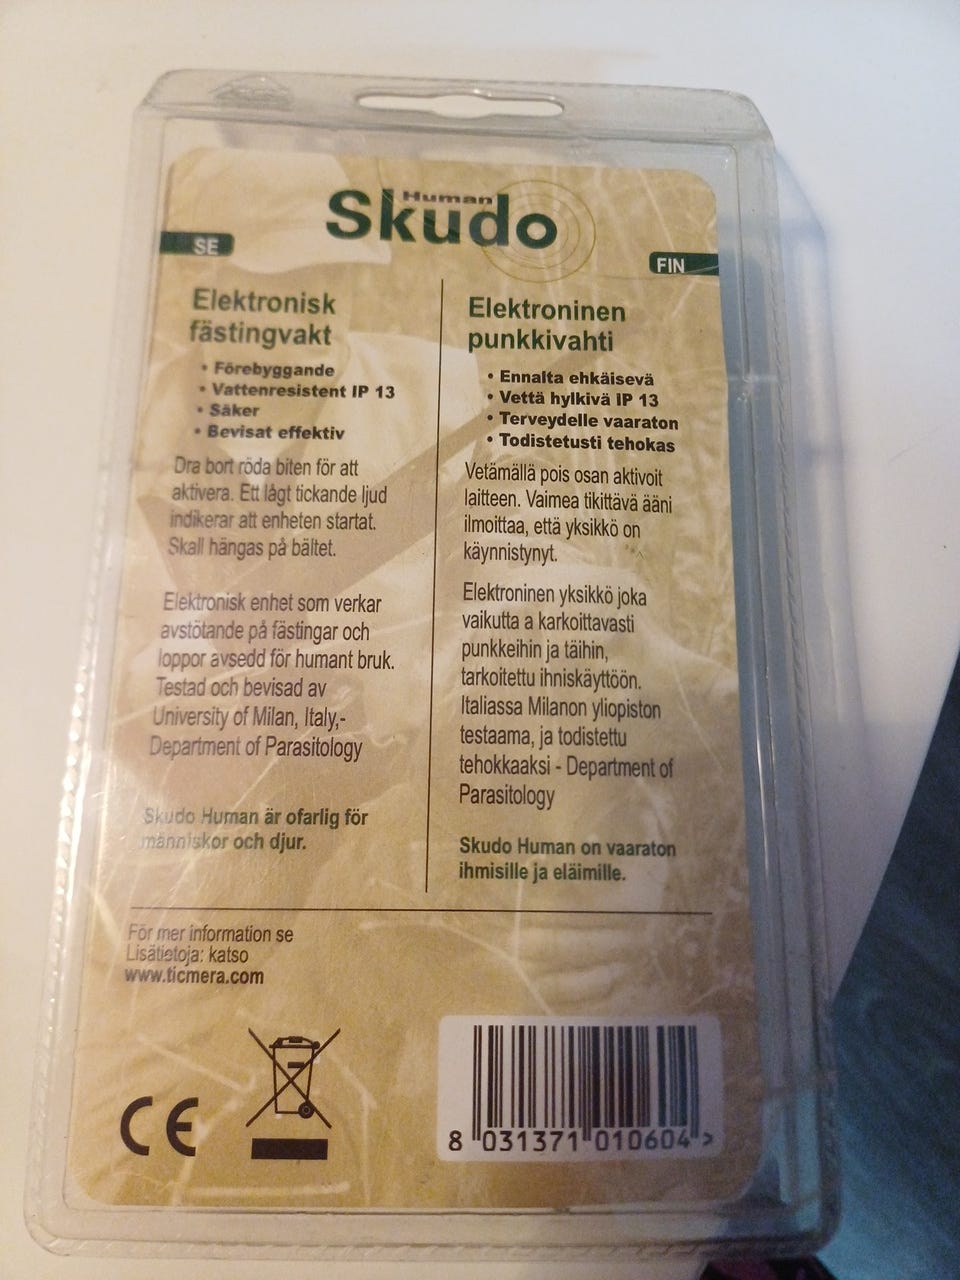 Human
Skudo
SE
FIN
Elektronisk
fästingvakt
• Förebyggande
• Vattenresistent IP 13
• Säker
• Bevisat effektiv
Dra bort röda biten för att
aktivera. Ett lågt tickande ljud
indikerar att enheten startat.
Skall hängas på bältet.
Elektronisk enhet som verkar
avstötande på fästingar och
loppor avsedd för humant bruk.
Testad och bevisad av
University of Milan, Italy,-
Department of Parasitology
Skudo Human är ofarlig för
människor och djur.
Elektroninen
punkkivahti
• Ennalta ehkäisevä
• Vettä hylkivä IP 13
• Terveydelle vaaraton
• Todistetusti tehokas
Vetämällä pois osan aktivoit
laitteen. Vaimea tikittävä ääni
ilmoittaa, että yksikkö on
käynnistynyt.
Elektroninen yksikkö joka
vaikutta a karkoittavasti
punkkeihin ja täihin,
tarkoitettu ihniskäyttöön.
Italiassa Milanon yliopiston
testaama, ja todistettu
tehokkaaksi - Department of
Parasitology
Skudo Human on vaaraton
ihmisille ja eläimille.
För mer information se
Lisätietoja: katso
www.ticmera.com
CE
8 031371 010604 >